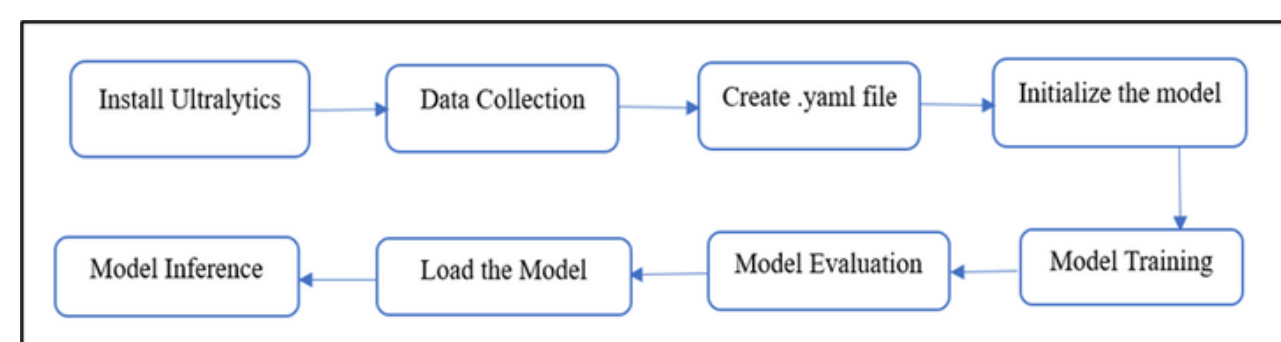 Install Ultralytics
Data Collection
Create .yaml file
Initialize the model
Model Training
Model Evaluation
Load the Model
Model Inference